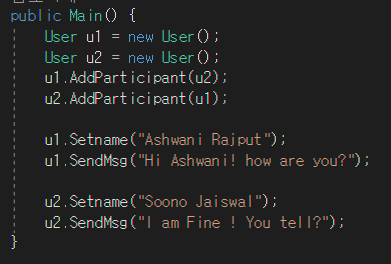 public Main() {
User u1 = new User();
User u2 = new User();
u1.AddParticipant(u2);
u2.AddParticipant(u1);
u1.Setname("Ashwani Rajput");
u1.SendMsg("Hi Ashwani! how are you?");
u2.Setname("Soono Jaiswal");
u2.SendMsg("I am Fine ! You tell?");
}